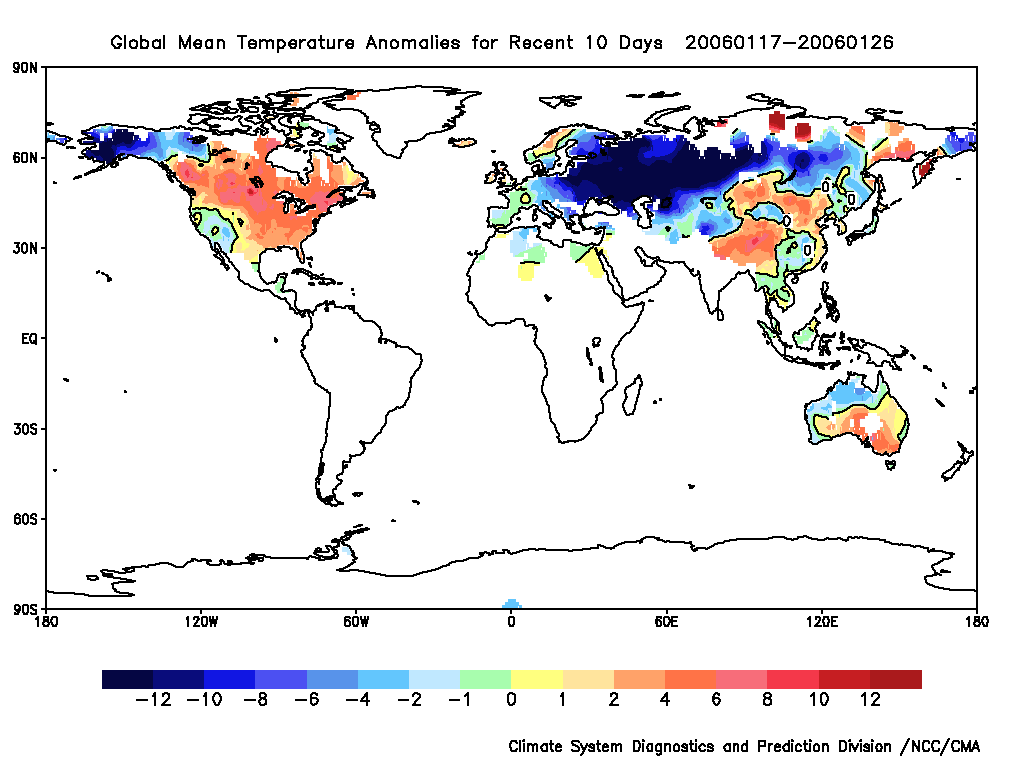 Global Mean Temperature Anomalies for Recent 10 Days 20060117-20060126
90N
60N
30N
EQ
30S
60S
90S
180 120W 60W 0 60E 120E 180
-12 -10 -8 -6 -4 -2 -1 0 1 2 4 6 8 10 12
Climate System Diagnostics and Prediction Division /NCC/CMA